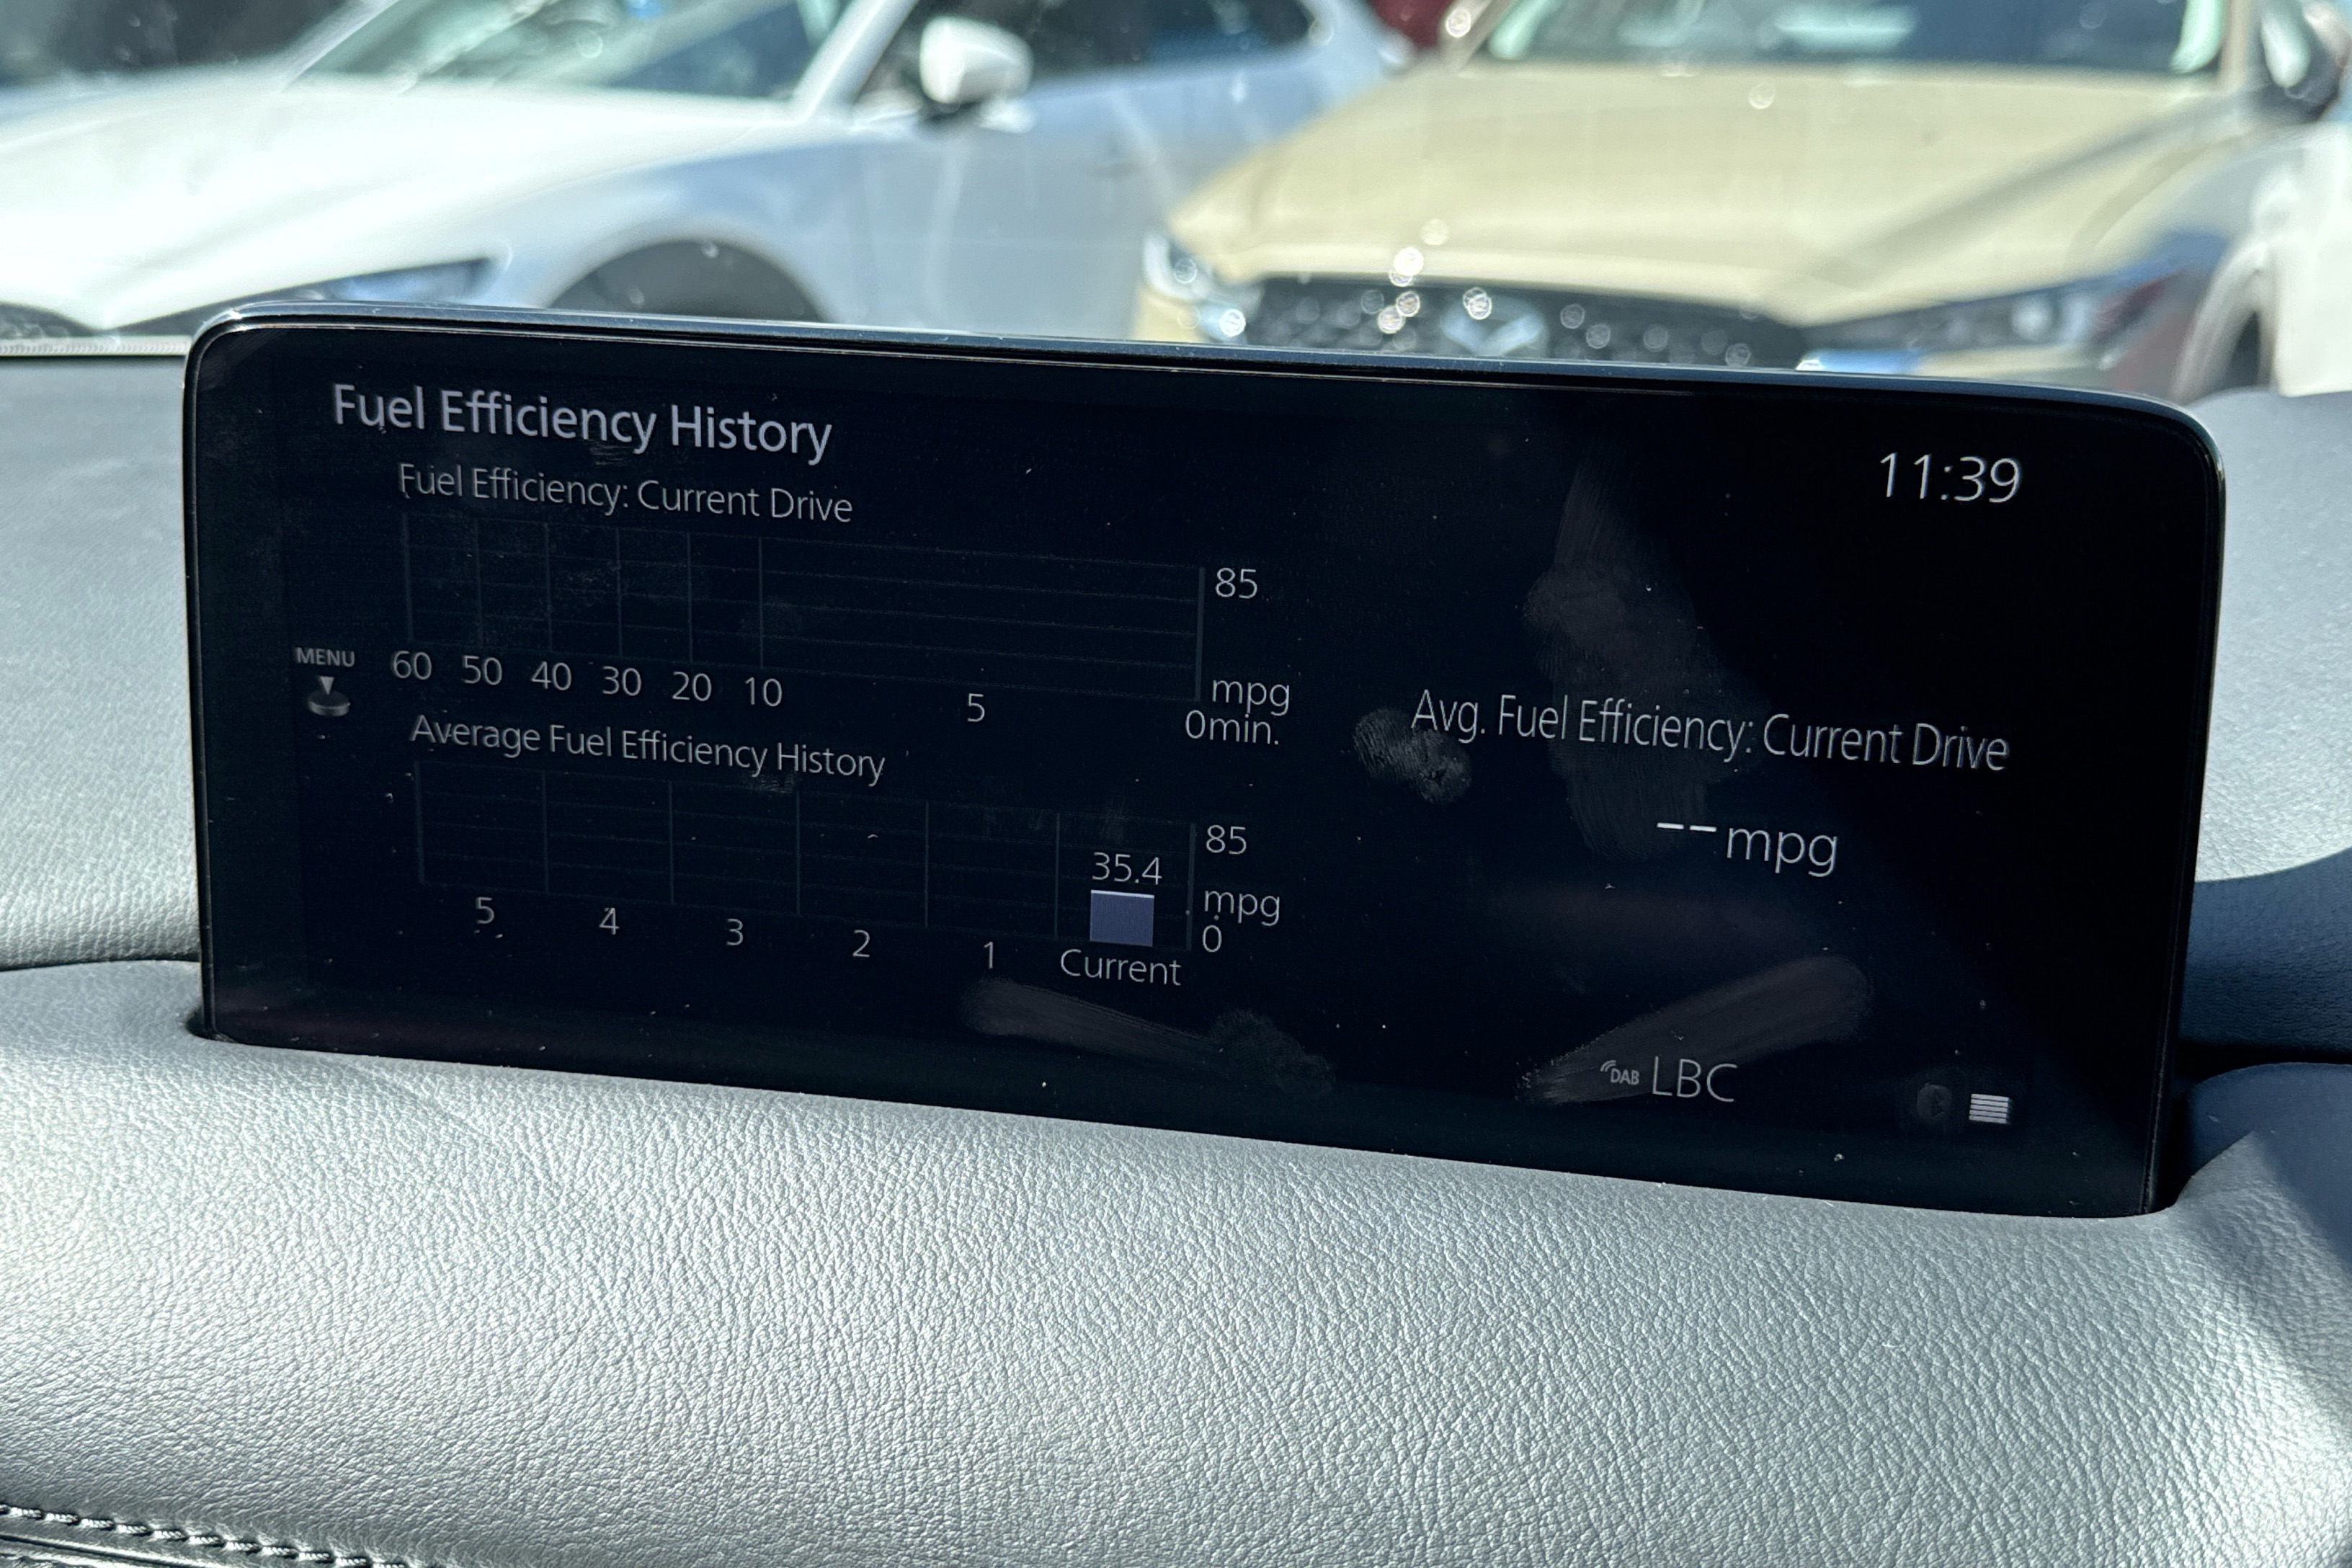 Fuel Efficiency History
11:39
Fuel Efficiency: Current Drive
85
mpg
60 50 40 30 20 10 5 0min.
MENU
Average Fuel Efficiency History
85
35.4
mpg
0
5 4 3 2 1 Current
Avg. Fuel Efficiency: Current Drive
--mpg
DAB LBC